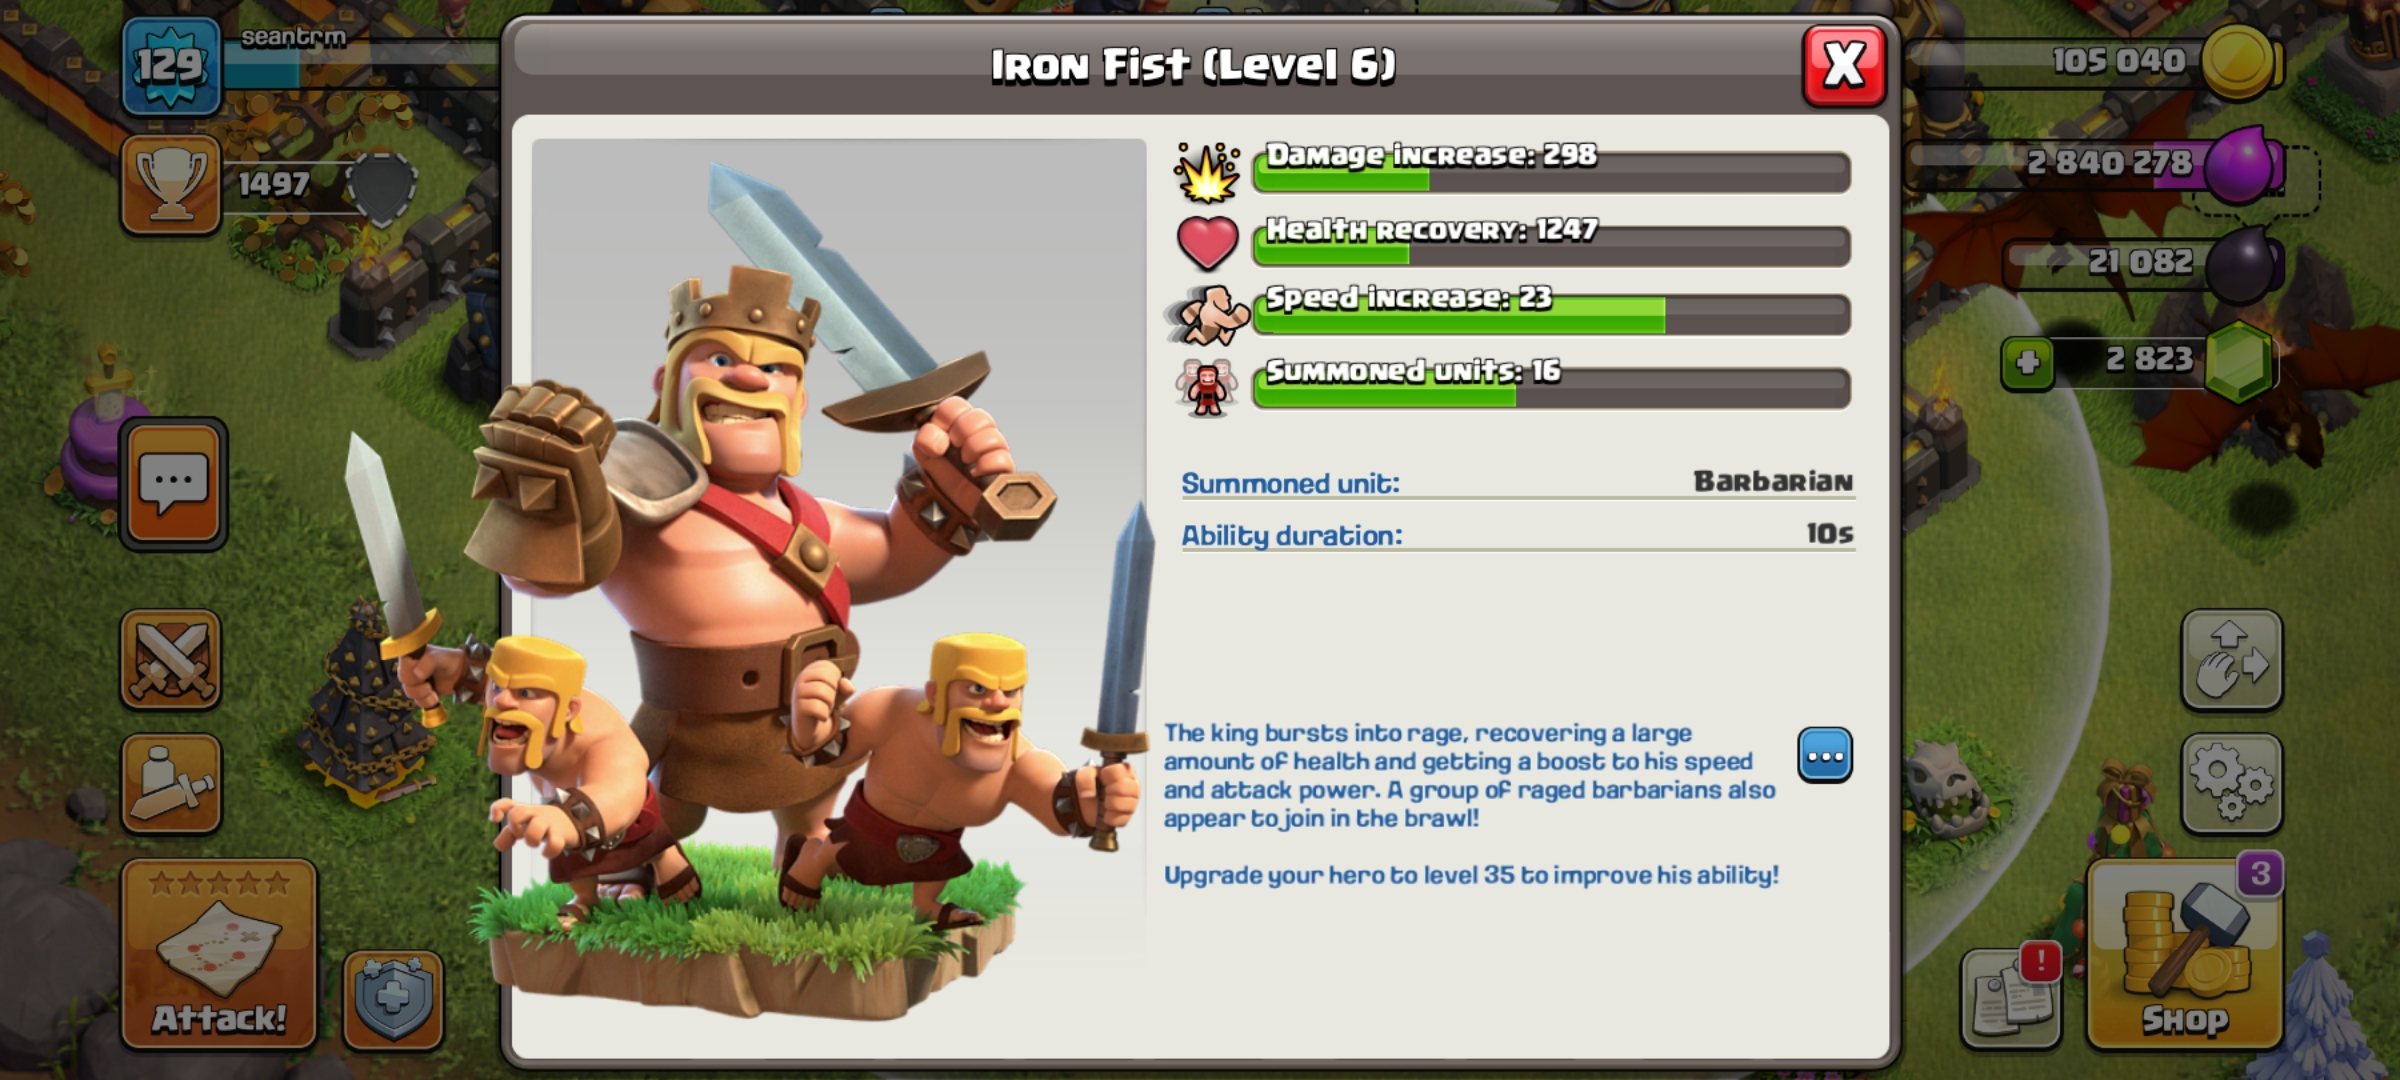 129
seantrm
1497
Iron Fist (Level 6)
X
105 040
2 840 278
21 082
2 823
Damage increase: 298
Health recovery: 1247
Speed increase: 23
Summoned units: 16
Summoned unit: Barbarian
Ability duration: 10s
The king bursts into rage, recovering a large
amount of health and getting a boost to his speed
and attack power. A group of raged barbarians also
appear to join in the brawl!
Upgrade your hero to level 35 to improve his ability!
Attack!
!
3
Shop